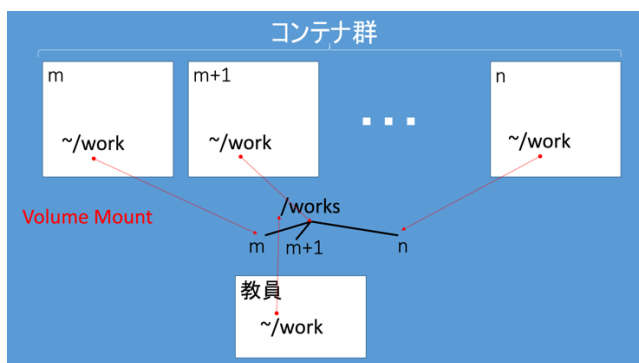 コンテナ群
m
m+1
n
~/work
~/work
~/work
/works
Volume Mount
m
m+1
n
教員
~/work